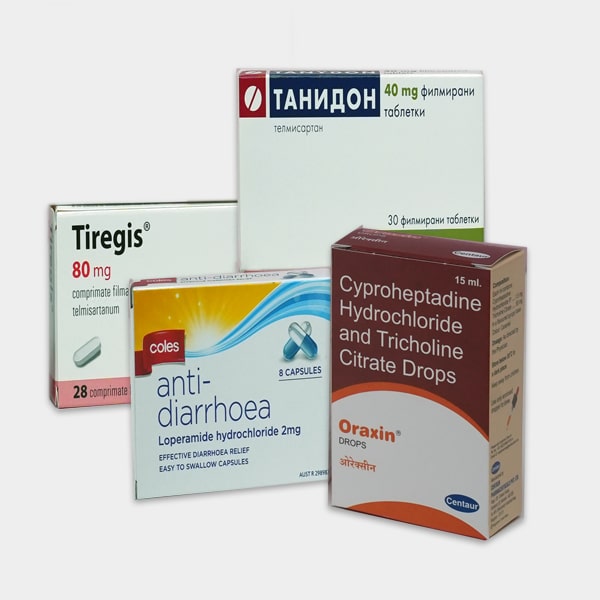 ТАНИДОН
телмисартан
40 mg филмирани
таблетки
30 филмирани таблетки
Tiregis®
80 mg
comprimate filma
telmisartanum
28 comprimate
anti-diarrhoea
coles
8 CAPSULES
anti-
diarrhoea
Loperamide hydrochloride 2mg
EFFECTIVE DIARRHOEA RELIEF
EASY TO SWALLOW CAPSULES
15 ml.
Cyproheptadine
Hydrochloride
and Tricholine
Citrate Drops
Oraxin®
DROPS
ओरेक्सीन
Centaur
Centaur